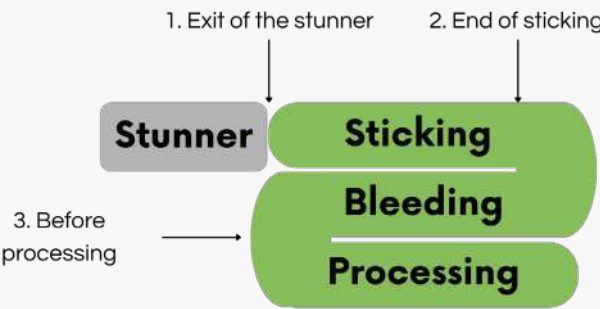 1. Exit of the stunner
2. End of sticking
Stunner
Sticking
Bleeding
3. Before
processing
Processing